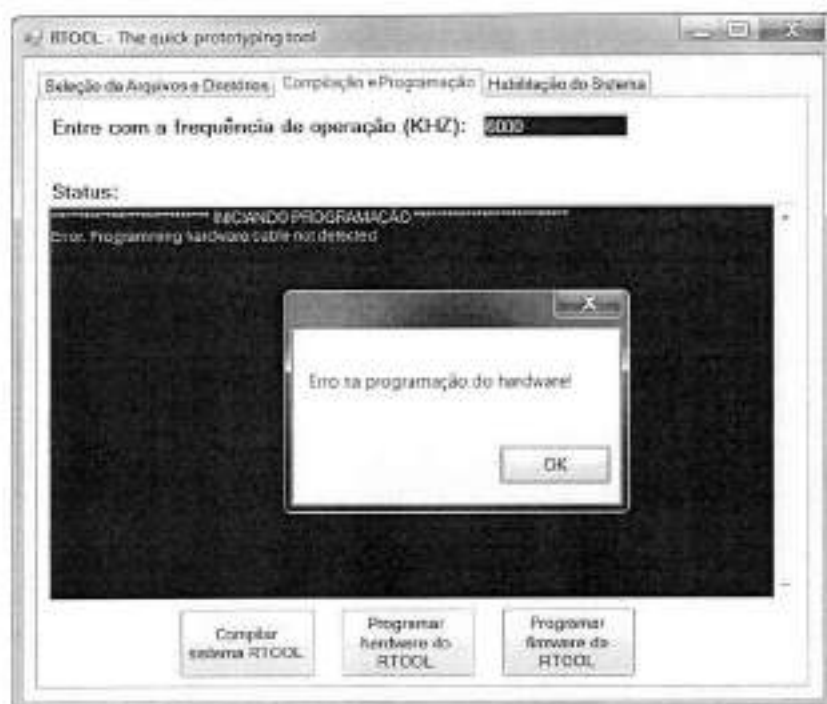 RTOOL - The quick prototyping tool
Seleção de Arquivos e Diretórios Compilação e Programação Habilitação do Sistema
Entre com a frequência de operação (KHZ): 6000
Status:
INICIANDO PROGRAMAÇÃO
Error. Programming hardware cable not detected
X
Erro na programação do hardware!
OK
Compilar sistema RTOOL
Programar hardware do RTOOL
Programar firmware do RTOOL